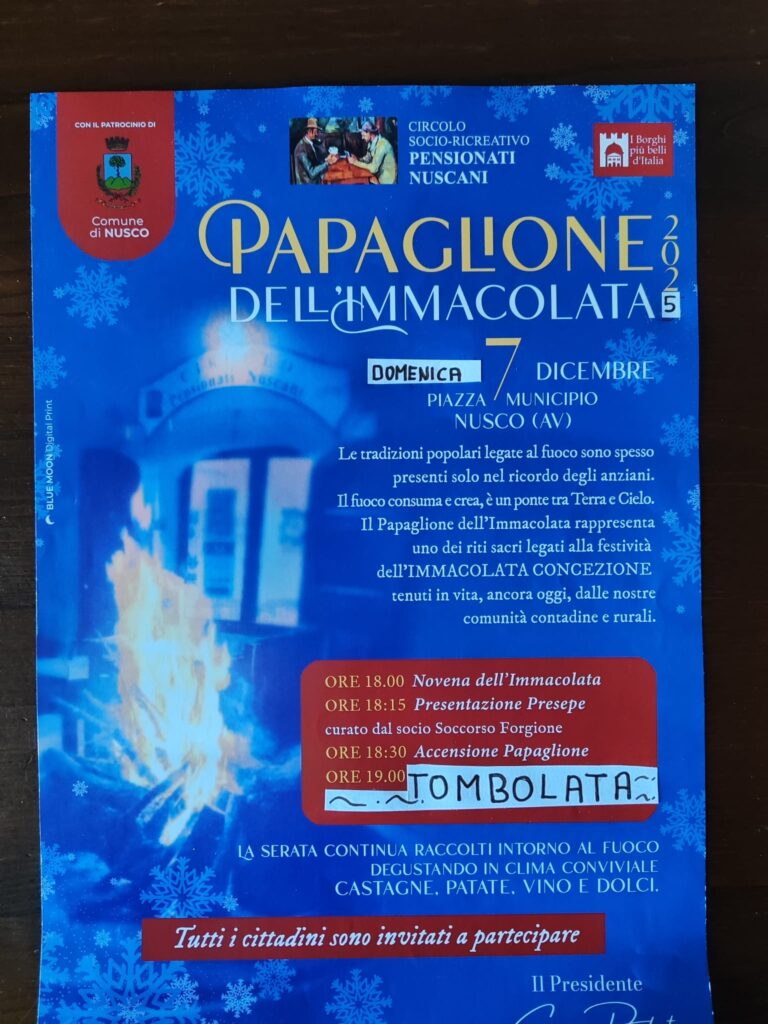 CON IL PATROCINIO DI
Comune
di NUSCO
CIRCOLO
SOCIO-RICREATIVO
PENSIONATI
NUSCANI
I Borghi
più belli
d'Italia
PAPAGLIONE
DELL'IMMACOLATA
2025
DOMENICA 7 DICEMBRE
PIAZZA MUNICIPIO
NUSCO (AV)
Pensionati Nuscani
BLUE MOON Digital Print
Le tradizioni popolari legate al fuoco sono spesso
presenti solo nel ricordo degli anziani.
Il fuoco consuma e crea, è un ponte tra Terra e Cielo.
Il Papaglione dell'Immacolata rappresenta
uno dei riti sacri legati alla festività
dell'IMMACOLATA CONCEZIONE
tenuti in vita, ancora oggi, dalle nostre
comunità contadine e rurali.
ORE 18.00 Novena dell'Immacolata
ORE 18:15 Presentazione Presepe
curato dal socio Soccorso Forgione
ORE 18:30 Accensione Papaglione
ORE 19.00 TOMBOLATA
LA SERATA CONTINUA RACCOLTI INTORNO AL FUOCO
DEGUSTANDO IN CLIMA CONVIVIALE
CASTAGNE, PATATE, VINO E DOLCI.
Tutti i cittadini sono invitati a partecipare
Il Presidente